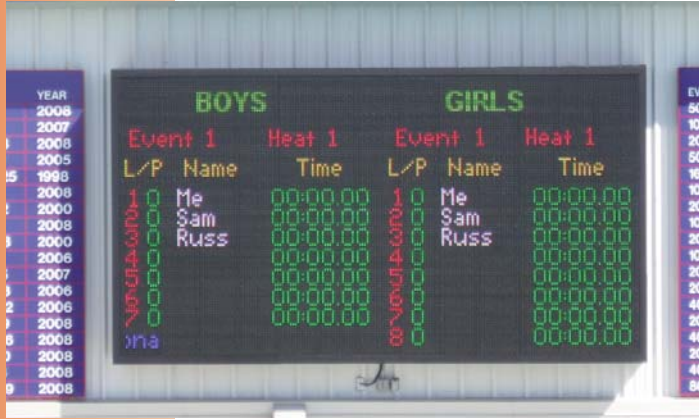 BOYS GIRLS
Event 1 Heat 1 Event 1 Heat 1
L/P Name Time L/P Name Time
1 0 Me 00:00.00 1 0 Me 00:00.00
2 0 Sam 00:00.00 2 0 Sam 00:00.00
3 0 Russ 00:00.00 3 0 Russ 00:00.00
4 0 00:00.00 4 0 00:00.00
5 0 00:00.00 5 0 00:00.00
6 0 00:00.00 6 0 00:00.00
7 0 00:00.00 7 0 00:00.00
ona 8 0 00:00.00
YEAR
2008
2007
2008
2005
1998
2008
2000
2008
2000
2006
2007
2006
2006
2008
2008
2008
2008
2008